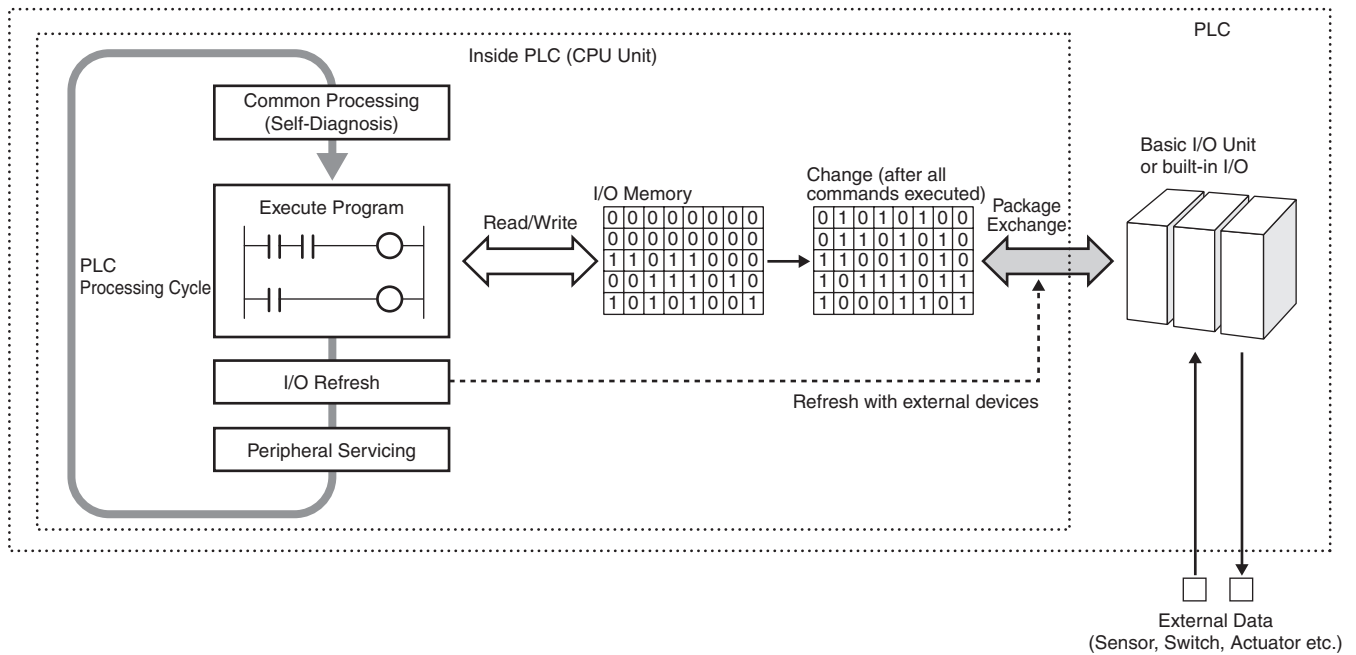 PLC
Inside PLC (CPU Unit)
Common Processing
(Self-Diagnosis)
Execute Program
PLC
Processing Cycle
I/O Refresh
Peripheral Servicing
Read/Write
I/O Memory
0 0 0 0 0 0 0 0
0 0 0 0 0 0 0 0
1 1 0 1 1 0 0 0
0 0 1 1 1 0 1 0
1 0 1 0 1 0 0 1
Change (after all
commands executed)
0 1 0 1 0 1 0 0
0 1 1 0 1 0 1 0
1 1 0 0 1 0 1 0
1 0 1 1 1 0 1 1
1 0 0 0 1 1 0 1
Package
Exchange
Refresh with external devices
Basic I/O Unit
or built-in I/O
External Data
(Sensor, Switch, Actuator etc.)